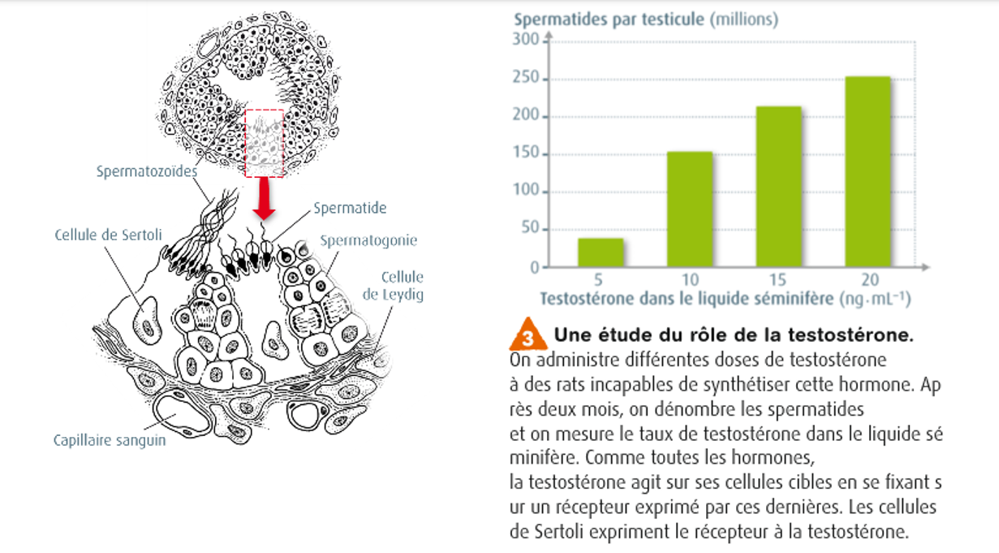 Spermatozoïdes
Spermatide
Cellule de Sertoli
Spermatogonie
Cellule
de Leydig
Capillaire sanguin
Spermatides par testicule (millions)
300
250
200
150
100
50
0
5 10 15 20
Testostérone dans le liquide séminifère (ng·mL⁻¹)
3 Une étude du rôle de la testostérone.
On administre différentes doses de testostérone
à des rats incapables de synthétiser cette hormone. Ap
rès deux mois, on dénombre les spermatides
et on mesure le taux de testostérone dans le liquide sé
minifère. Comme toutes les hormones,
la testostérone agit sur ses cellules cibles en se fixant s
ur un récepteur exprimé par ces dernières. Les cellules
de Sertoli expriment le récepteur à la testostérone.